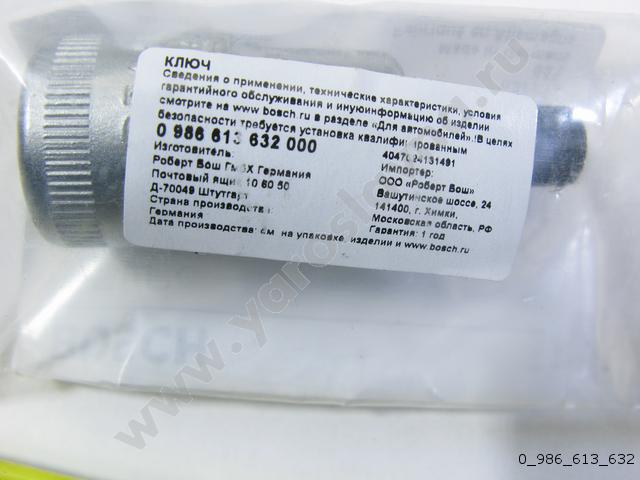 КЛЮЧ
Сведения о применении, технические характеристики, условия
гарантийного обслуживания и инуюинформацию об изделии
смотрите на www.bosch.ru в разделе «Для автомобилей».!В целях
безопасности требуется установка квалифицированным
0 986 613 632 000
Изготовитель:
Роберт Бош ГмбХ Германия
Почтовый ящик 10 60 50
Д-70049 Штутгарт
Страна производства:
Германия
Дата производства: см. на упаковке, изделии и www.bosch.ru
4047024131491
Импортер:
ООО «Роберт Бош»
Вашутинское шоссе, 24
141400, г. Химки,
Московская область, РФ
Гарантия: 1 год
BOSCH
0_986_613_632